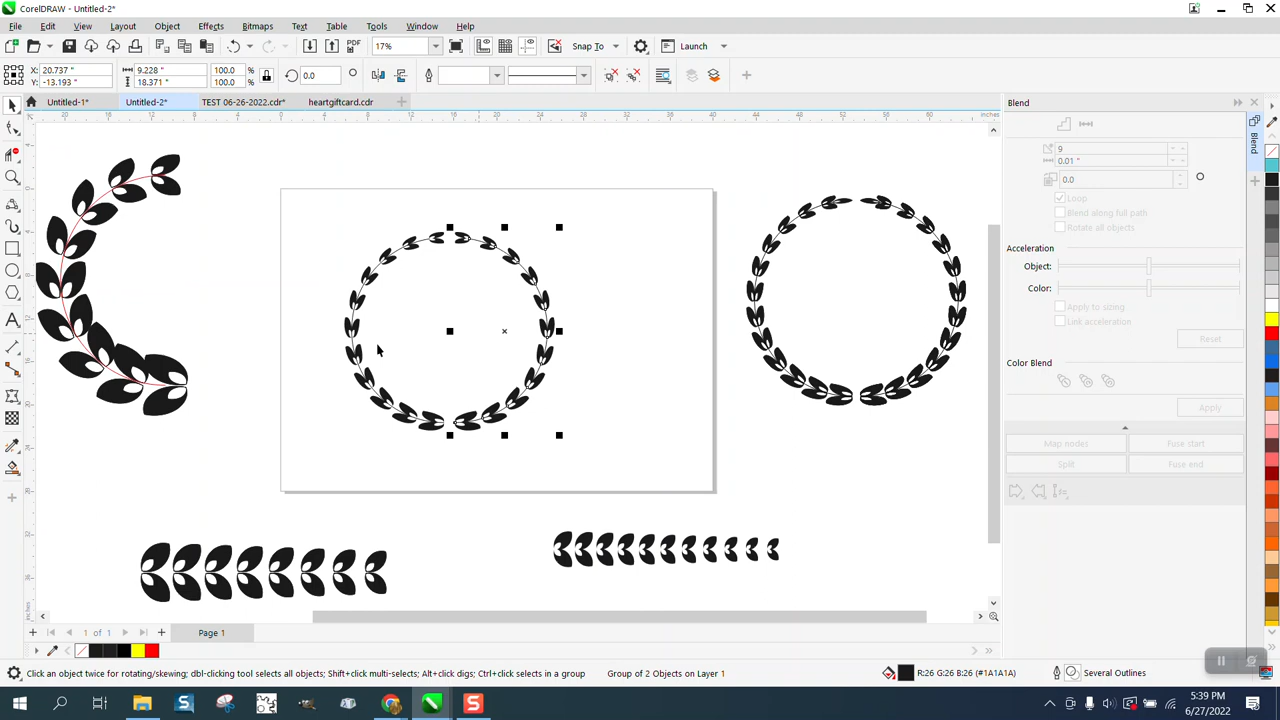 CorelDRAW - Untitled-2*
File Edit View Layout Object Effects Bitmaps Text Table Tools Window Help
PDF 17% Snap To Launch
X: 20.737 " 9.228 " 100.0 % 0.0
Y: -13.193 " 18.371 " 100.0 %
Untitled-1* Untitled-2* TEST 06-26-2022.cdr* heartgiftcard.cdr
inches
Blend
Blend
9
0.01 "
0.0
Loop
Blend along full path
Rotate all objects
Acceleration
Object:
Color:
Apply to sizing
Link acceleration
Reset
Color Blend
Apply
Map nodes Fuse start
Split Fuse end
1 of 1 Page 1
Click an object twice for rotating/skewing; dbl-clicking tool selects all objects; Shift+click multi-selects; Alt+click digs; Ctrl+click selects in a group Group of 2 Objects on Layer 1 R:26 G:26 B:26 (#1A1A1A) Several Outlines
5:39 PM
6/27/2022